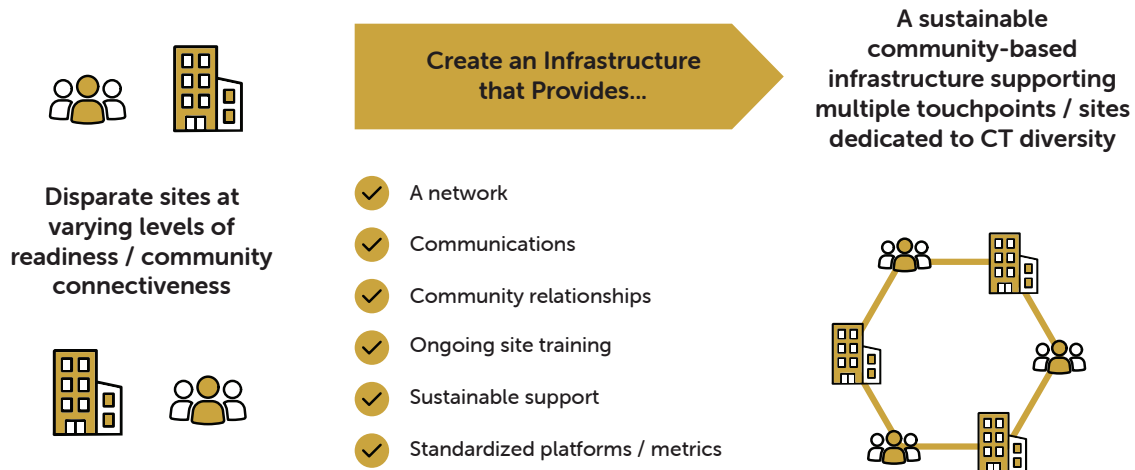 Disparate sites at
varying levels of
readiness / community
connectiveness
Create an Infrastructure
that Provides...
A network
Communications
Community relationships
Ongoing site training
Sustainable support
Standardized platforms / metrics
A sustainable
community-based
infrastructure supporting
multiple touchpoints / sites
dedicated to CT diversity